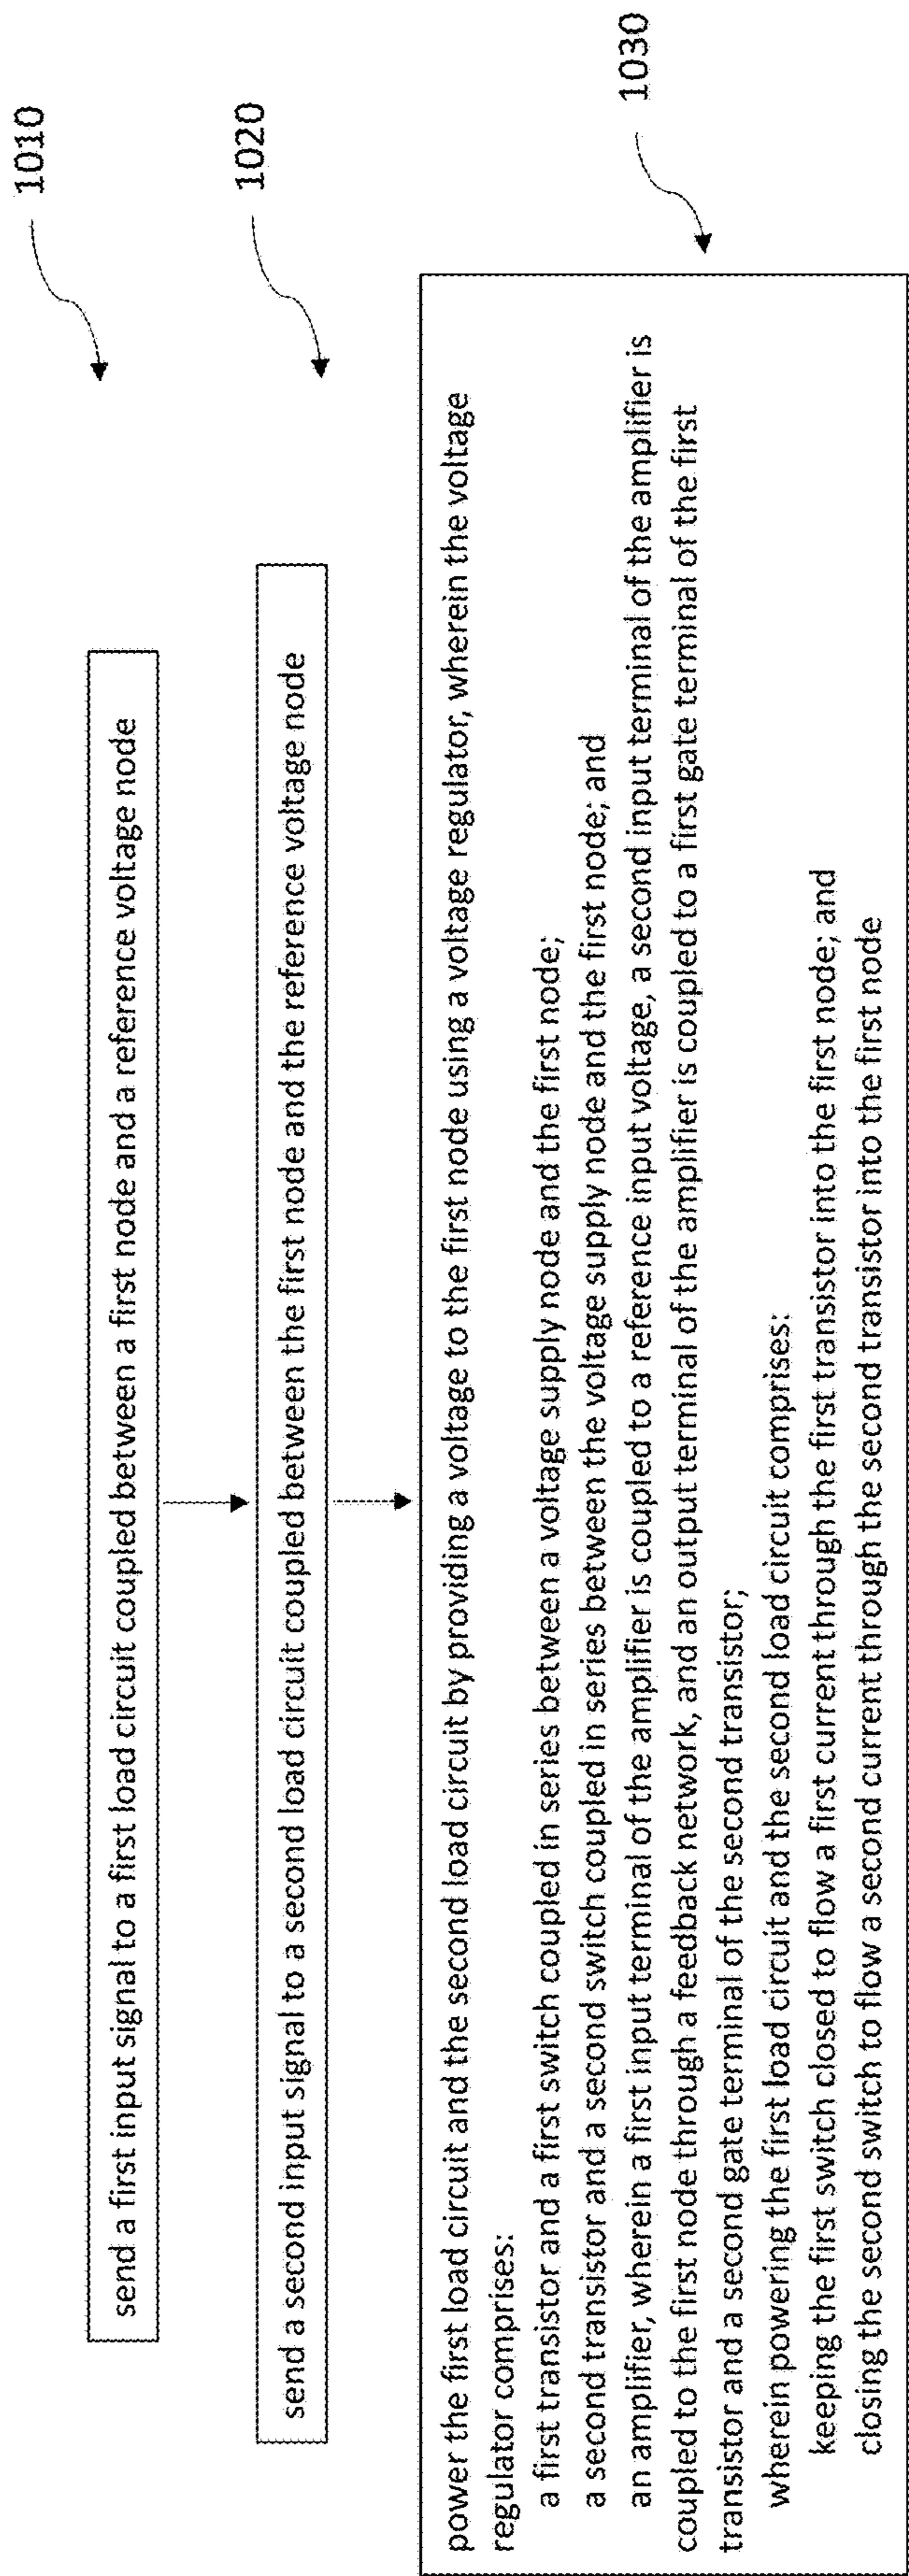 send a first input signal to a first load circuit coupled between a first node and a reference voltage node
1010
send a second input signal to a second load circuit coupled between the first node and the reference voltage node
1020
power the first load circuit and the second load circuit by providing a voltage to the first node using a voltage regulator, wherein the voltage
regulator comprises:
a first transistor and a first switch coupled in series between a voltage supply node and the first node;
a second transistor and a second switch coupled in series between the voltage supply node and the first node; and
an amplifier, wherein a first input terminal of the amplifier is coupled to a reference input voltage, a second input terminal of the amplifier is
coupled to the first node through a feedback network, and an output terminal of the amplifier is coupled to a first gate terminal of the first
transistor and a second gate terminal of the second transistor;
wherein powering the first load circuit and the second load circuit comprises:
keeping the first switch closed to flow a first current through the first transistor into the first node; and
closing the second switch to flow a second current through the second transistor into the first node
1030